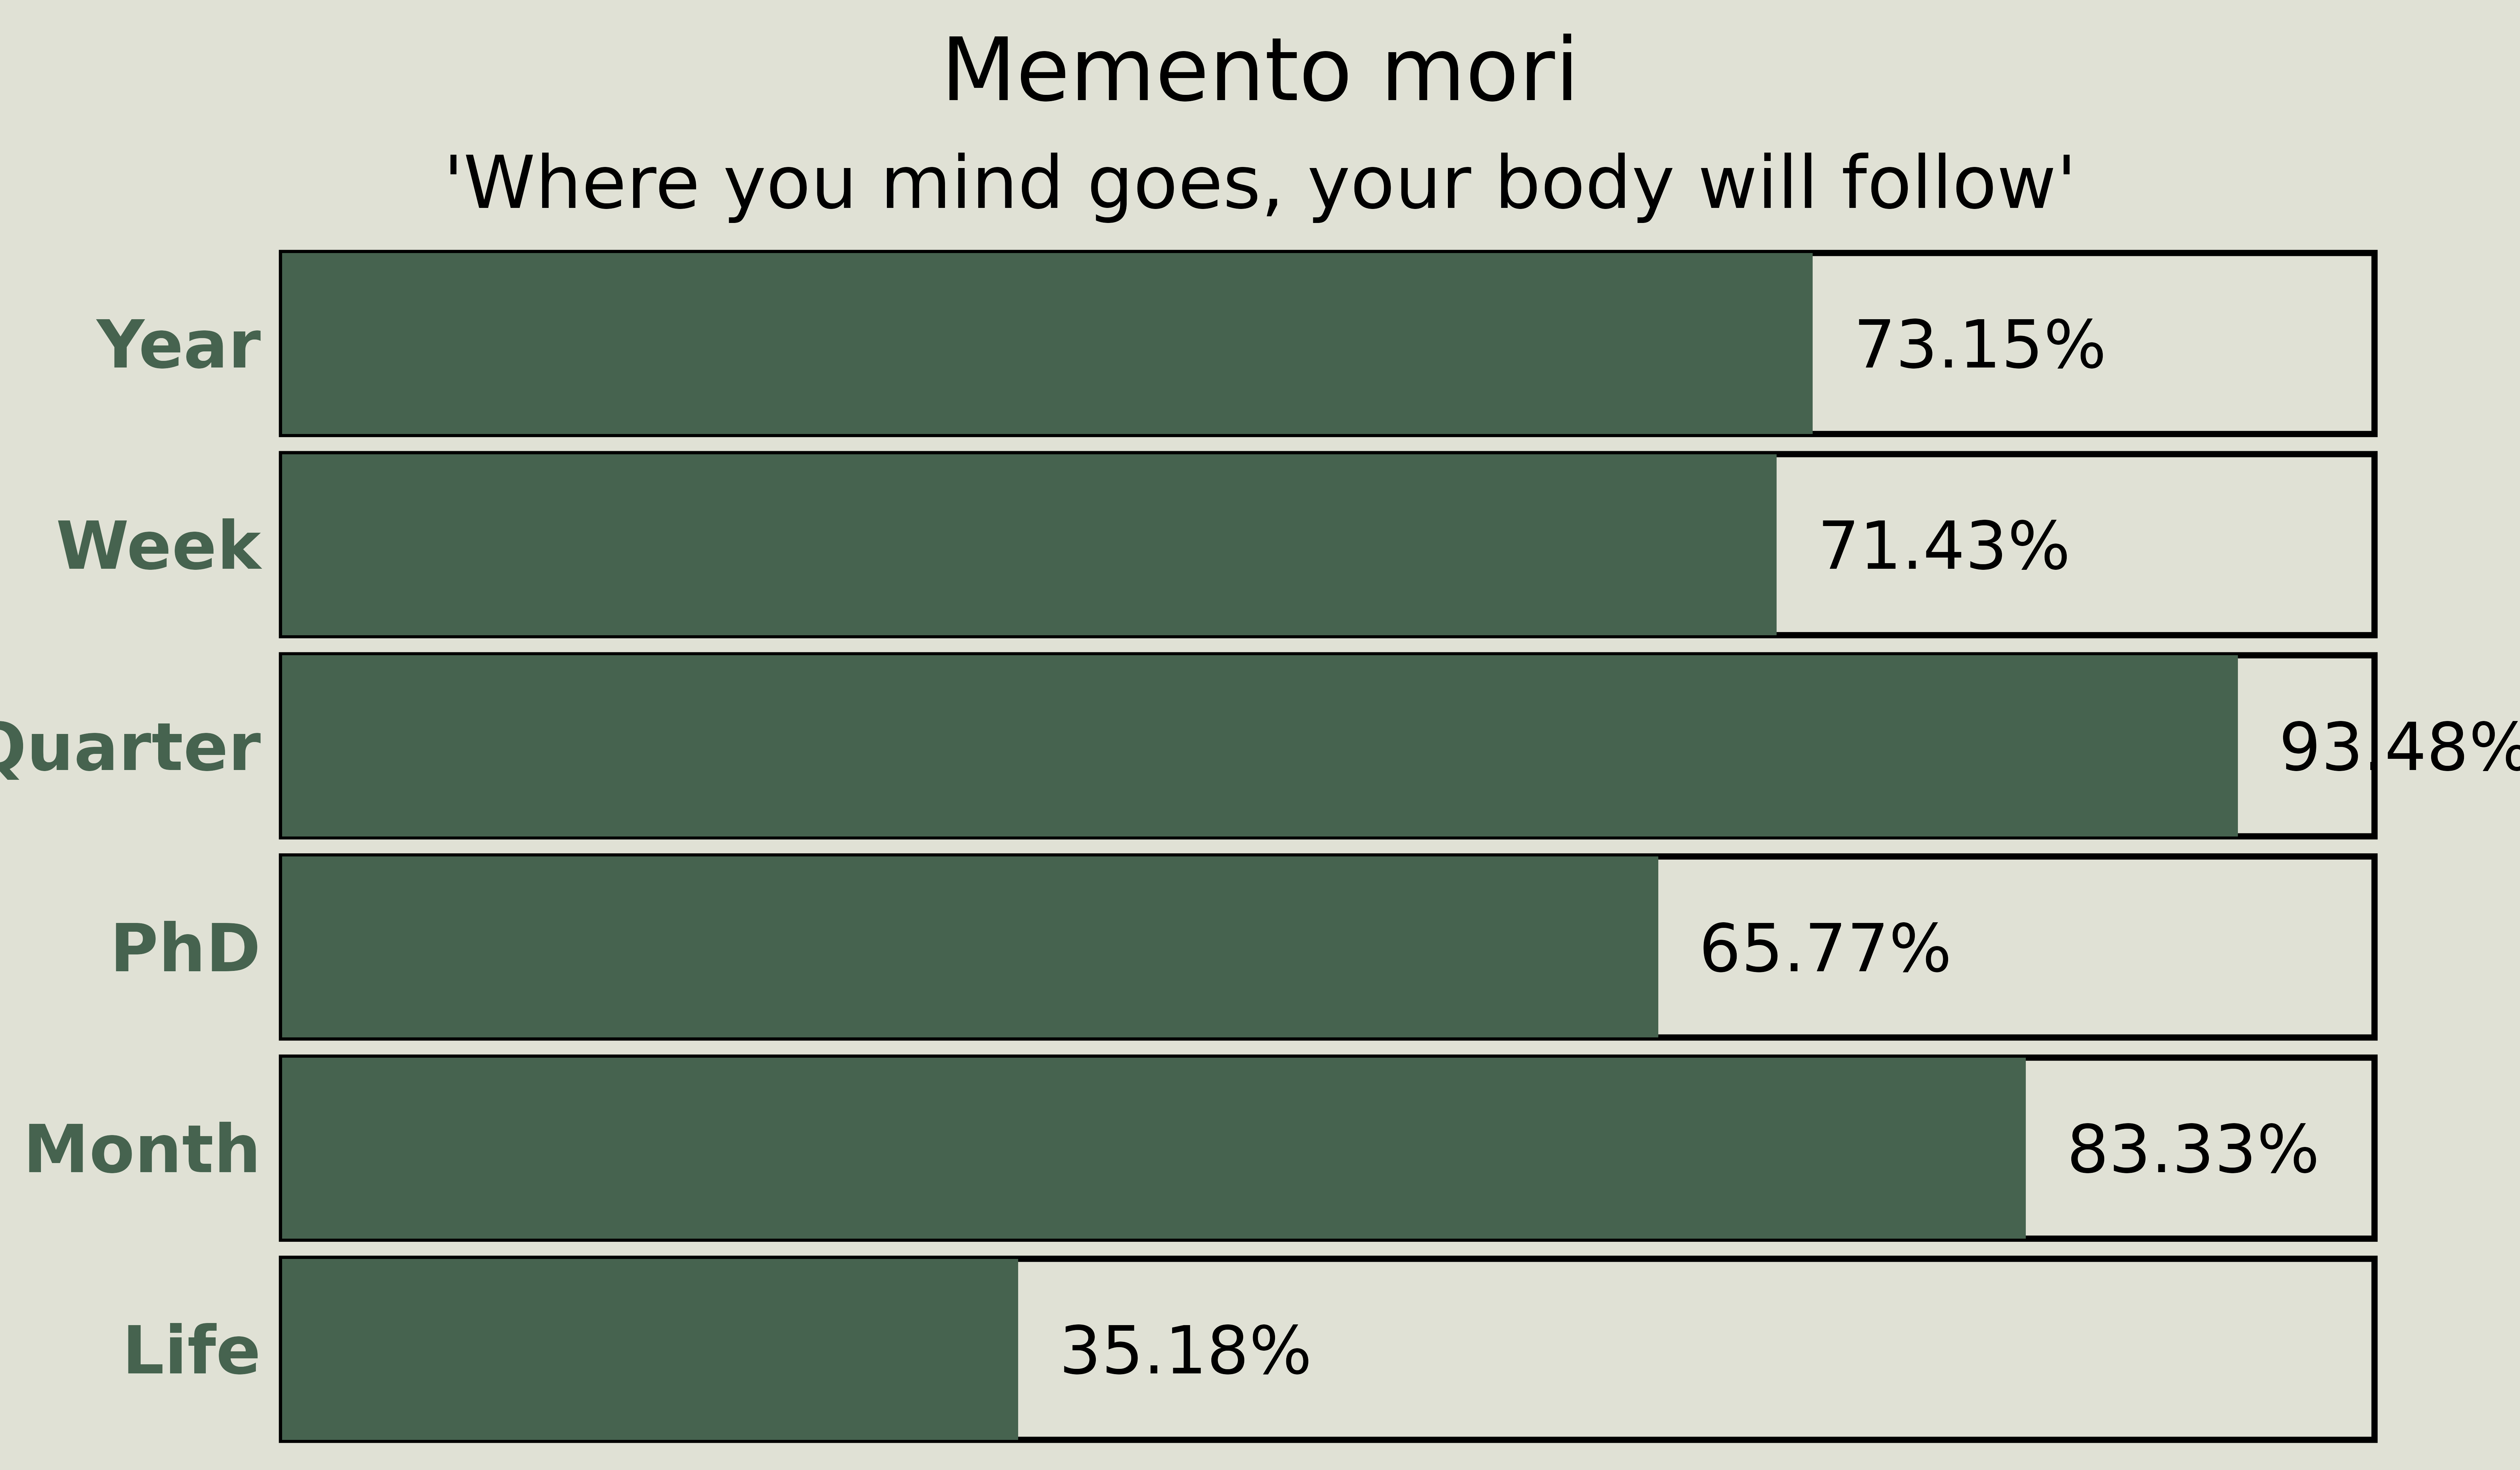 Memento mori
'Where you mind goes, your body will follow'
Year 73.15%
Week 71.43%
Quarter 93.48%
PhD 65.77%
Month 83.33%
Life 35.18%